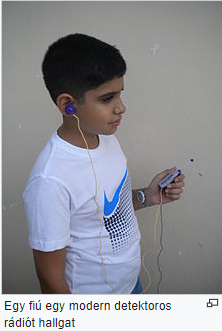 Egy fiú egy modern detektoros
rádiót hallgat